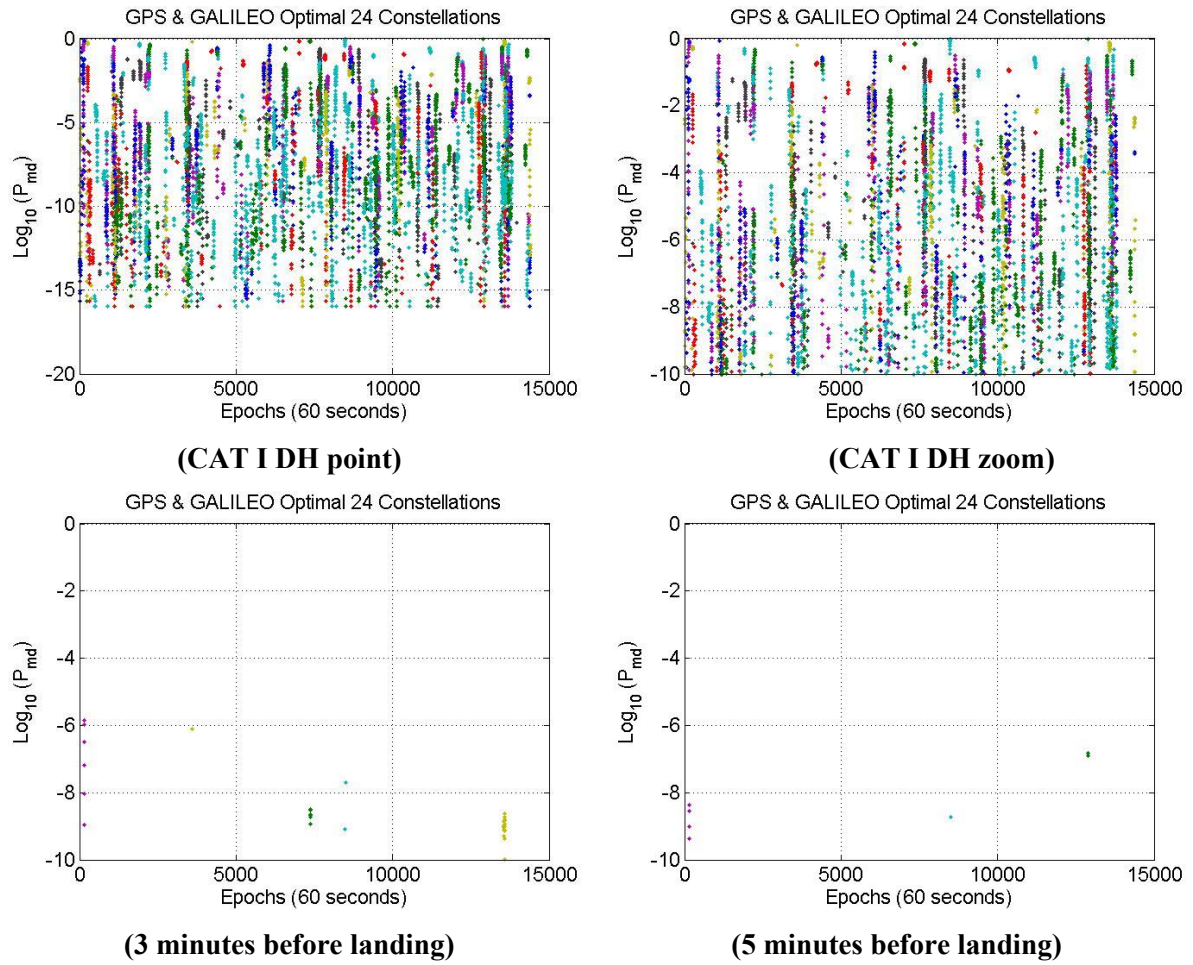 GPS & GALILEO Optimal 24 Constellations
0
-5
-10
-15
-20
Log10 (Pmd)
0 5000 10000 15000
Epochs (60 seconds)
(CAT I DH point)
GPS & GALILEO Optimal 24 Constellations
0
-2
-4
-6
-8
-10
Log10 (Pmd)
0 5000 10000 15000
Epochs (60 seconds)
(CAT I DH zoom)
GPS & GALILEO Optimal 24 Constellations
0
-2
-4
-6
-8
-10
Log10 (Pmd)
0 5000 10000 15000
Epochs (60 seconds)
(3 minutes before landing)
GPS & GALILEO Optimal 24 Constellations
0
-2
-4
-6
-8
-10
Log10 (Pmd)
0 5000 10000 15000
Epochs (60 seconds)
(5 minutes before landing)